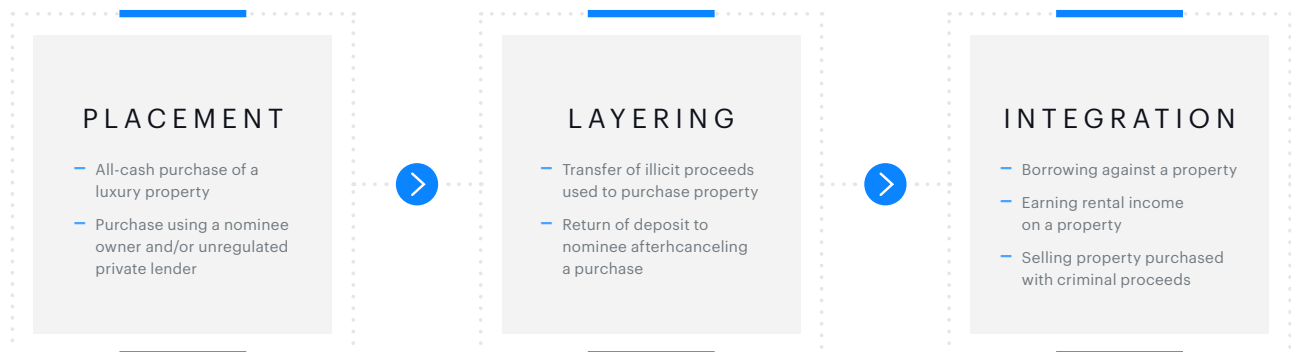 PLACEMENT
– All-cash purchase of a
luxury property
– Purchase using a nominee
owner and/or unregulated
private lender
LAYERING
– Transfer of illicit proceeds
used to purchase property
– Return of deposit to
nominee afterhcanceling
a purchase
INTEGRATION
– Borrowing against a property
– Earning rental income
on a property
– Selling property purchased
with criminal proceeds